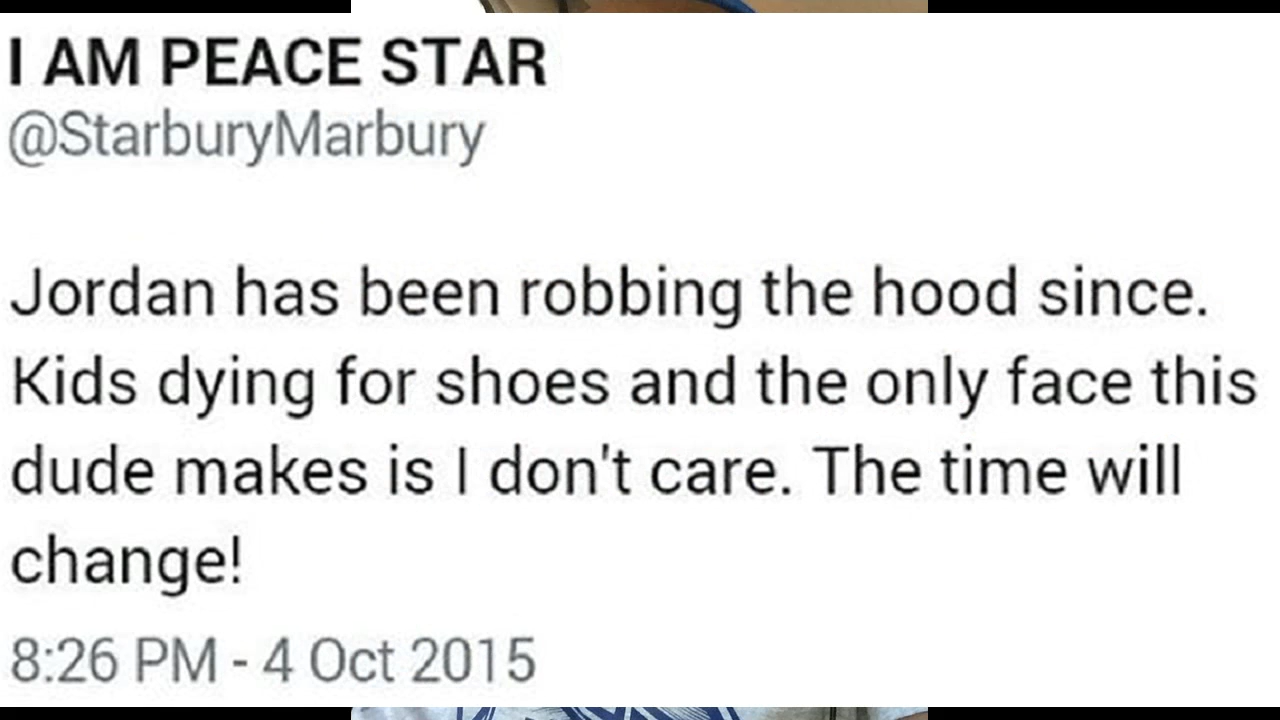 I AM PEACE STAR
@StarburyMarbury
Jordan has been robbing the hood since.
Kids dying for shoes and the only face this
dude makes is I don't care. The time will
change!
8:26 PM - 4 Oct 2015